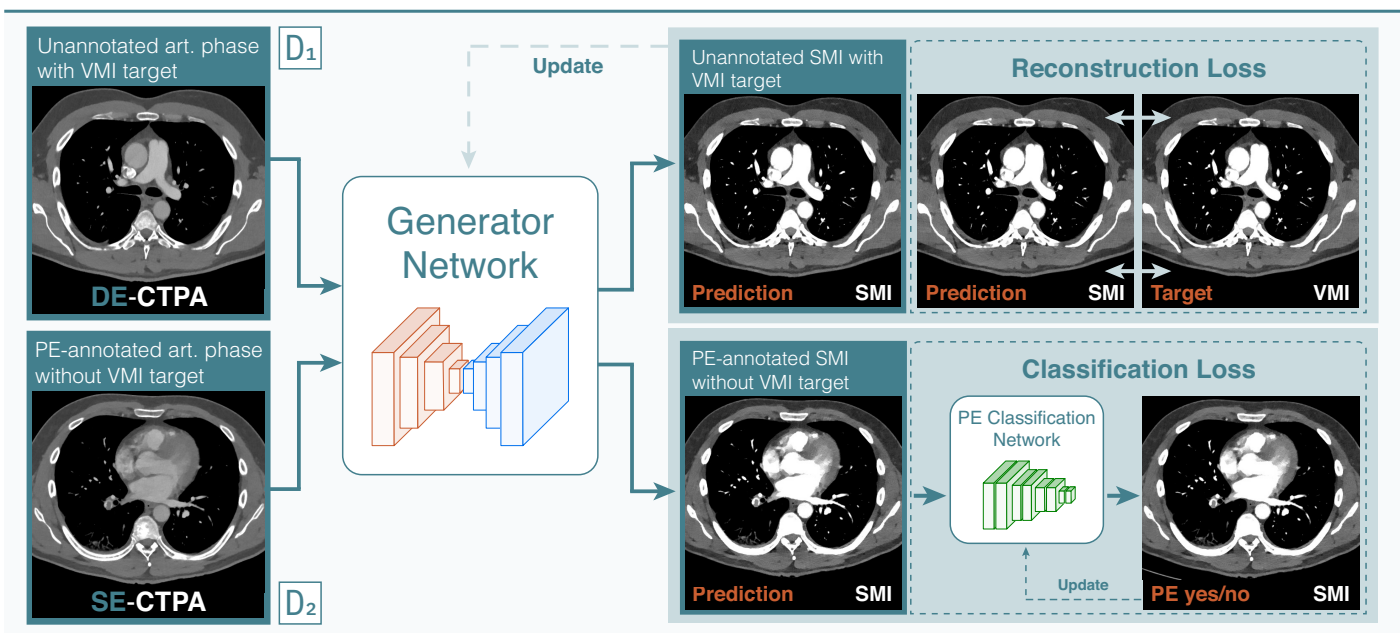 Unannotated art. phase
with VMI target
D₁
DE-CTPA
PE-annotated art. phase
without VMI target
SE-CTPA
D₂
Update
Generator
Network
Unannotated SMI with
VMI target
Prediction SMI
Reconstruction Loss
Prediction SMI
Target VMI
PE-annotated SMI
without VMI target
Prediction SMI
Classification Loss
PE Classification
Network
Update
PE yes/no SMI